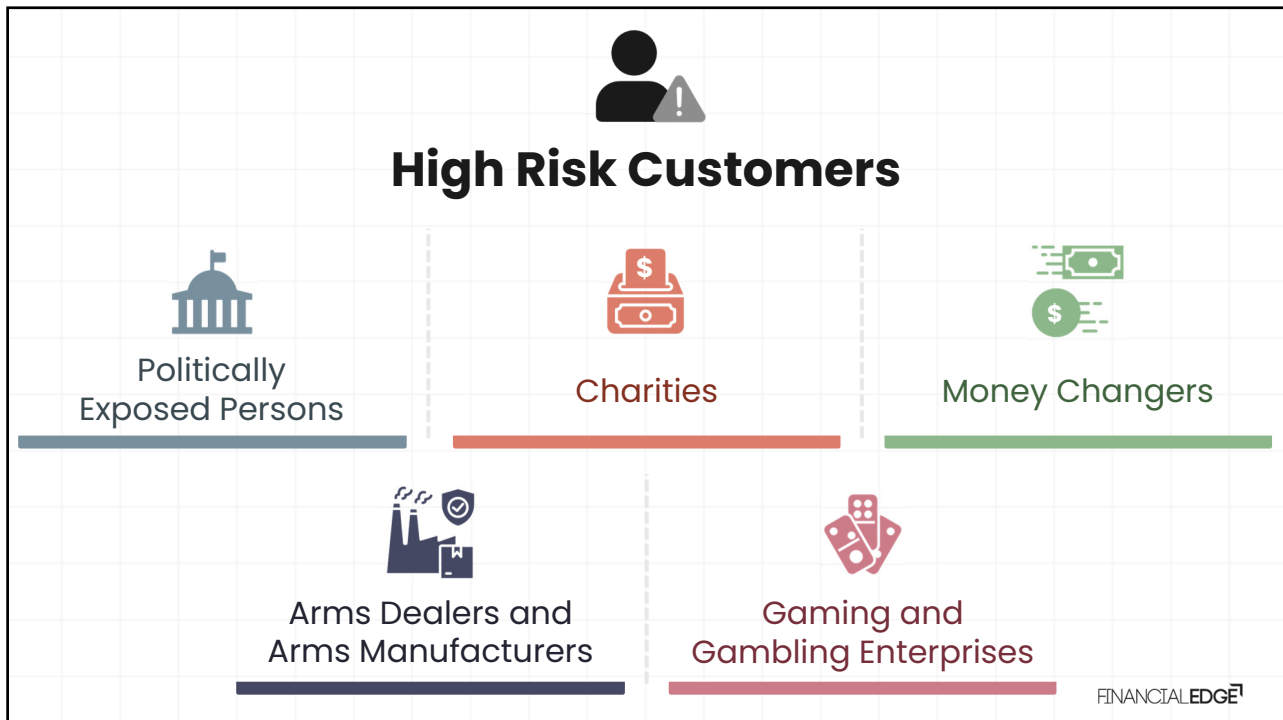 High Risk Customers
$
$
Politically
Exposed Persons
Charities
Money Changers
Arms Dealers and
Arms Manufacturers
Gaming and
Gambling Enterprises
FINANCIALEDGE